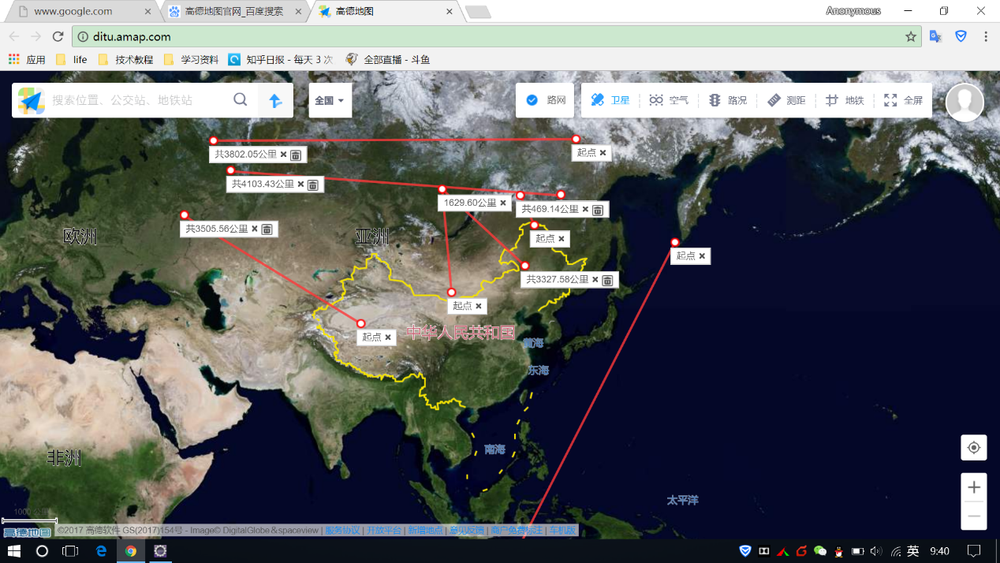 www.google.com
高德地图官网_百度搜索
高德地图
Anonymous
ditu.amap.com
应用 life 技术教程 学习资料 知乎日报 - 每天 3 次 全部直播 - 斗鱼
搜索位置、公交站、地铁站
全国
路网
卫星 空气 路况 测距 地铁 全屏
共3802.05公里
起点
共4103.43公里
1629.60公里
共469.14公里
共3505.56公里
欧洲
亚洲
起点
起点
共3327.58公里
起点
起点
中华人民共和国
黄海
东海
南海
非洲
太平洋
1000 公里
高德地图
©2017 高德软件 GS(2017)154号 - Image© DigitalGlobe & spaceview | 服务协议 | 开放平台 | 新增地点 | 意见反馈 | 商户免费标注 | 车机版
英 9:40